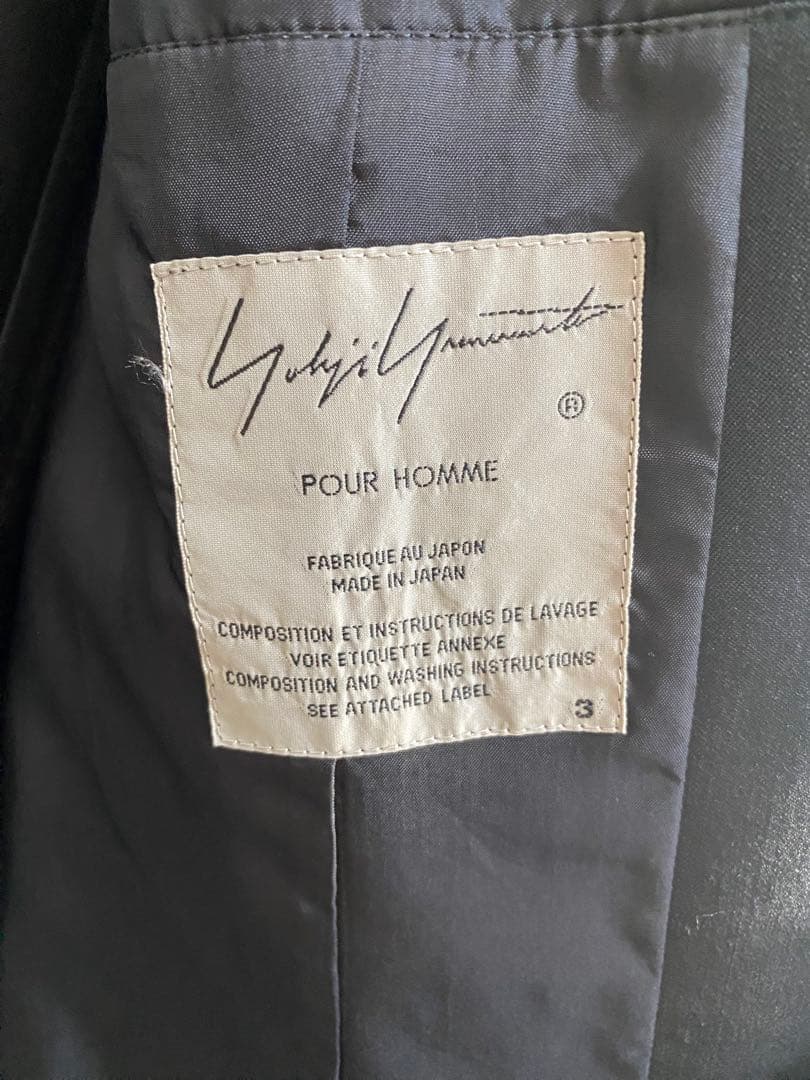 Yohji Yamamoto
®
POUR HOMME
FABRIQUE AU JAPON
MADE IN JAPAN
COMPOSITION ET INSTRUCTIONS DE LAVAGE
VOIR ETIQUETTE ANNEXE
COMPOSITION AND WASHING INSTRUCTIONS
SEE ATTACHED LABEL
3